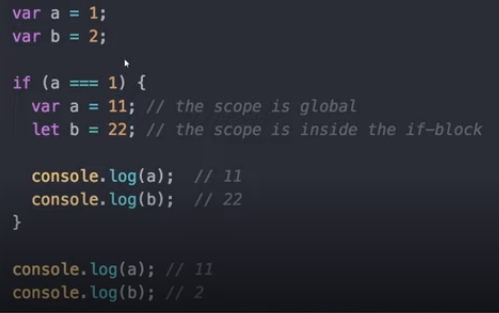 var a = 1;
var b = 2;
if (a === 1) {
var a = 11; // the scope is global
let b = 22; // the scope is inside the if-block
console.log(a); // 11
console.log(b); // 22
}
console.log(a); // 11
console.log(b); // 2